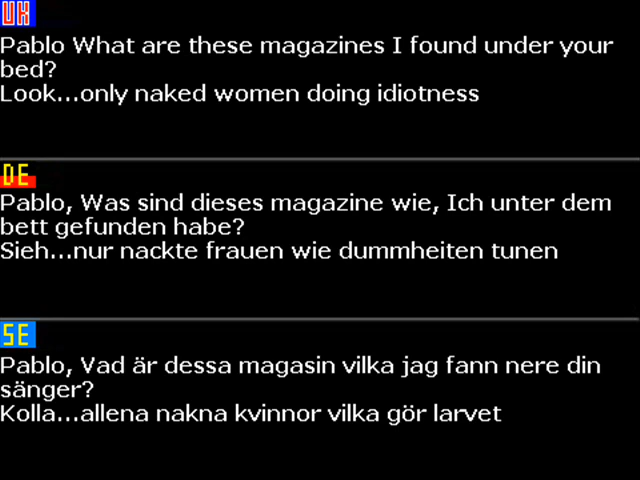 UK
Pablo What are these magazines I found under your
bed?
Look...only naked women doing idiotness
DE
Pablo, Was sind dieses magazine wie, Ich unter dem
bett gefunden habe?
Sieh...nur nackte frauen wie dummheiten tunen
SE
Pablo, Vad är dessa magasin vilka jag fann nere din
sänger?
Kolla...allena nakna kvinnor vilka gör larvet